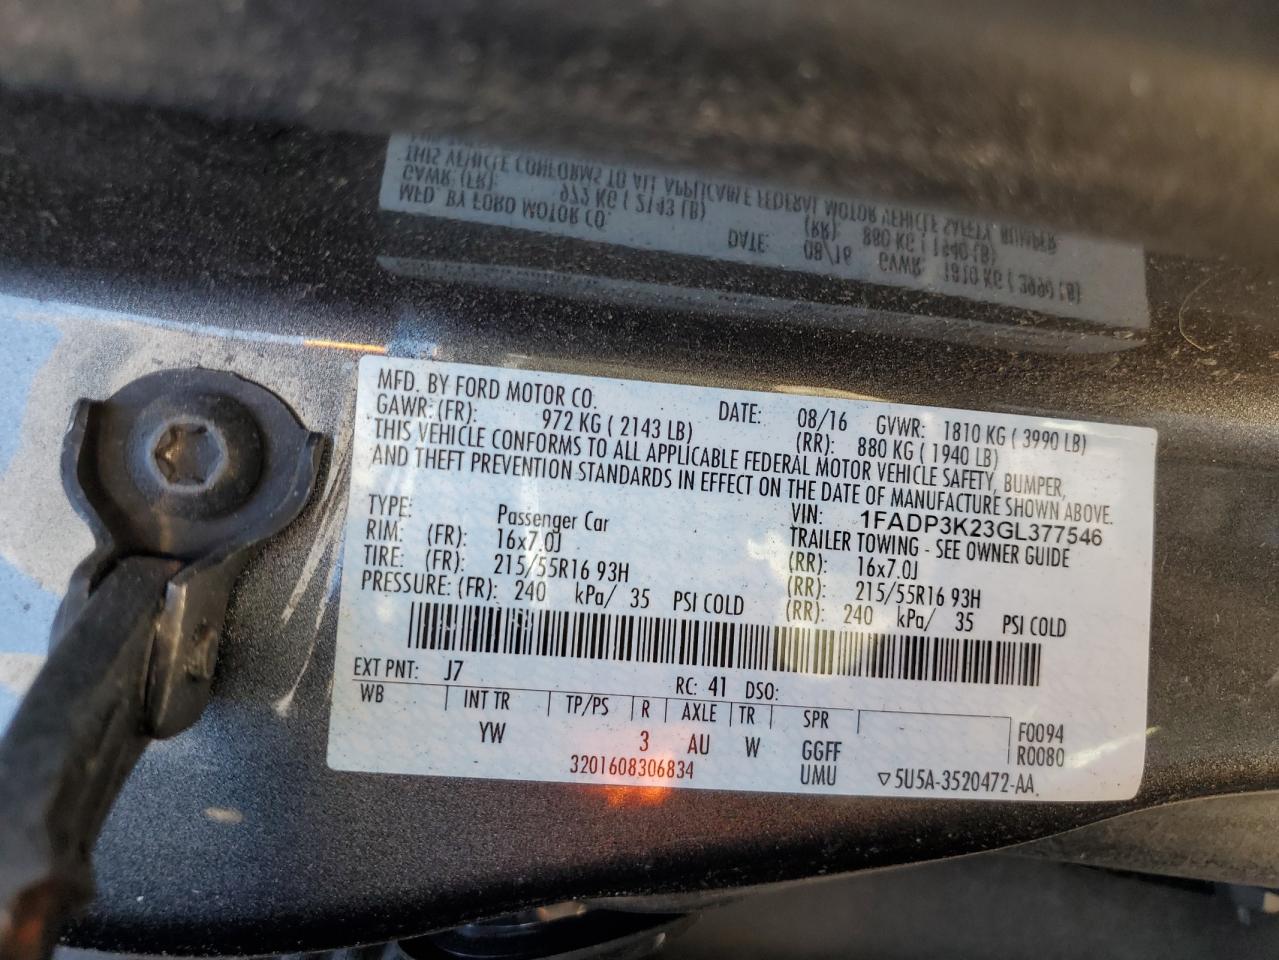 MFD. BY FORD MOTOR CO. DATE: 08/16 GVWR: 1810 KG ( 3990 LB)
GAWR: (FR): 972 KG ( 2143 LB) (RR): 880 KG ( 1940 LB)
THIS VEHICLE CONFORMS TO ALL APPLICABLE FEDERAL MOTOR VEHICLE SAFETY, BUMPER,
AND THEFT PREVENTION STANDARDS IN EFFECT ON THE DATE OF MANUFACTURE SHOWN ABOVE.
VIN: 1FADP3K23GL377546
TYPE: Passenger Car TRAILER TOWING - SEE OWNER GUIDE
RIM: (FR): 16x7.0J (RR): 16x7.0J
TIRE: (FR): 215/55R16 93H (RR): 215/55R16 93H
PRESSURE: (FR): 240 kPa/ 35 PSI COLD (RR): 240 kPa/ 35 PSI COLD
EXT PNT: J7 RC: 41 DSO:
WB INT TR TP/PS R AXLE TR SPR F0094
YW 3 AU W GGFF R0080
3201608306834 UMU ▽5U5A-3520472-AA